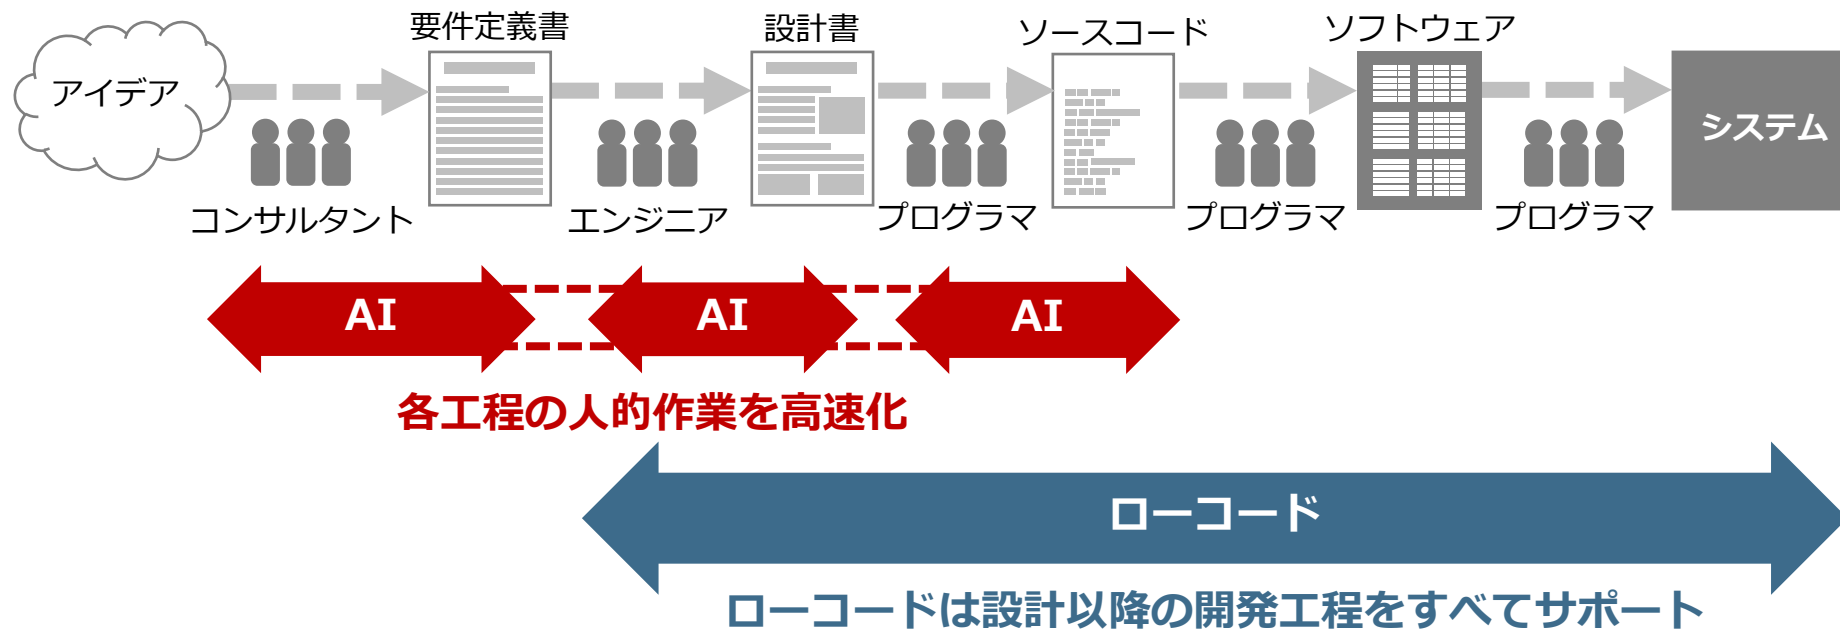 アイデア
要件定義書
設計書
ソースコード
ソフトウェア
システム
コンサルタント
エンジニア
プログラマ
プログラマ
プログラマ
AI
AI
AI
各工程の人的作業を高速化
ローコード
ローコードは設計以降の開発工程をすべてサポート